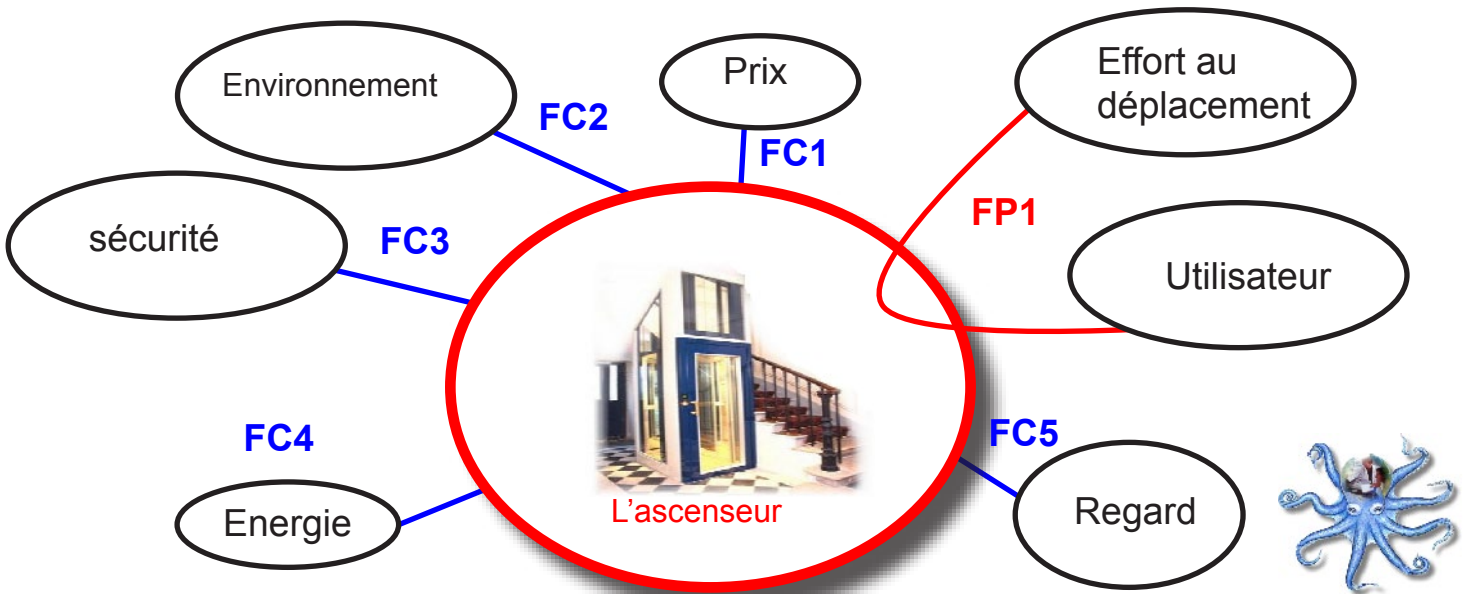 Prix
Effort au
déplacement
Environnement
FC2
FC1
FP1
sécurité
FC3
Utilisateur
FC4
FC5
Energie
L'ascenseur
Regard